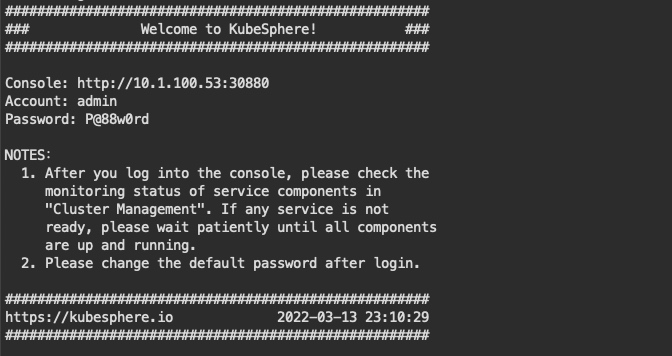 #####################################################
###              Welcome to KubeSphere!           ###
#####################################################
Console: http://10.1.100.53:30880
Account: admin
Password: P@88w0rd
NOTES:
1. After you log into the console, please check the
monitoring status of service components in
"Cluster Management". If any service is not
ready, please wait patiently until all components
are up and running.
2. Please change the default password after login.
#####################################################
https://kubesphere.io             2022-03-13 23:10:29
#####################################################